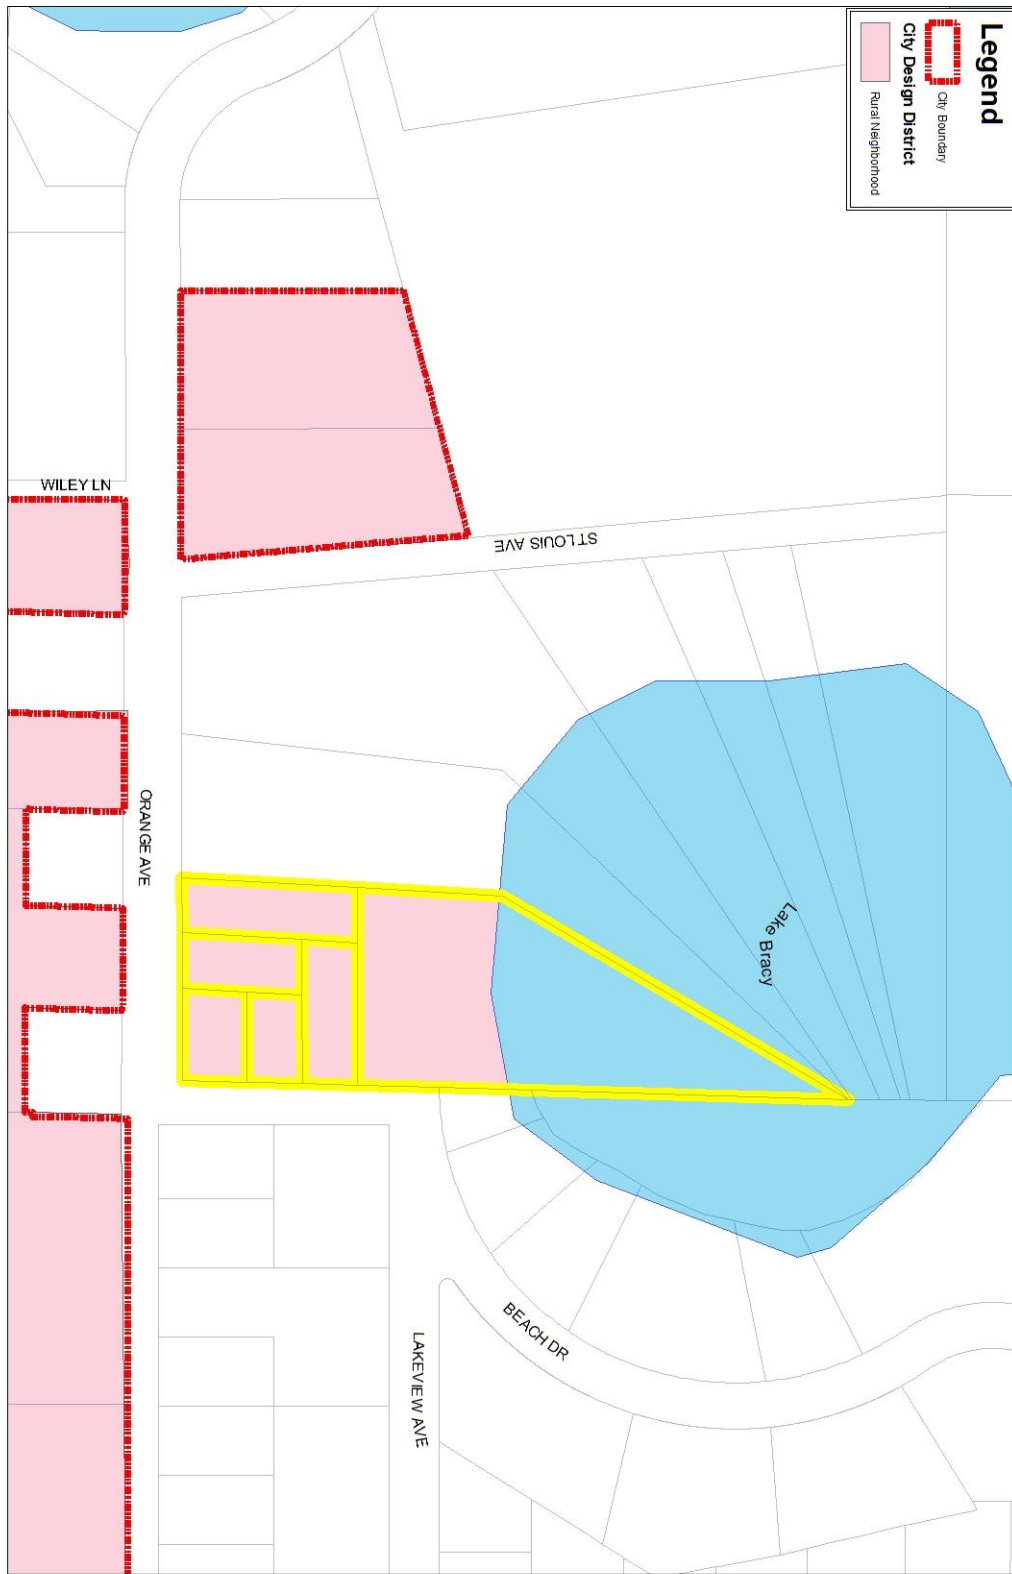 Legend
City Boundary
City Design District
Rural Neighborhood
WILEY LN
ST LOUIS AVE
ORANGE AVE
Lake Bracy
BEACH DR
LAKEVIEW AVE